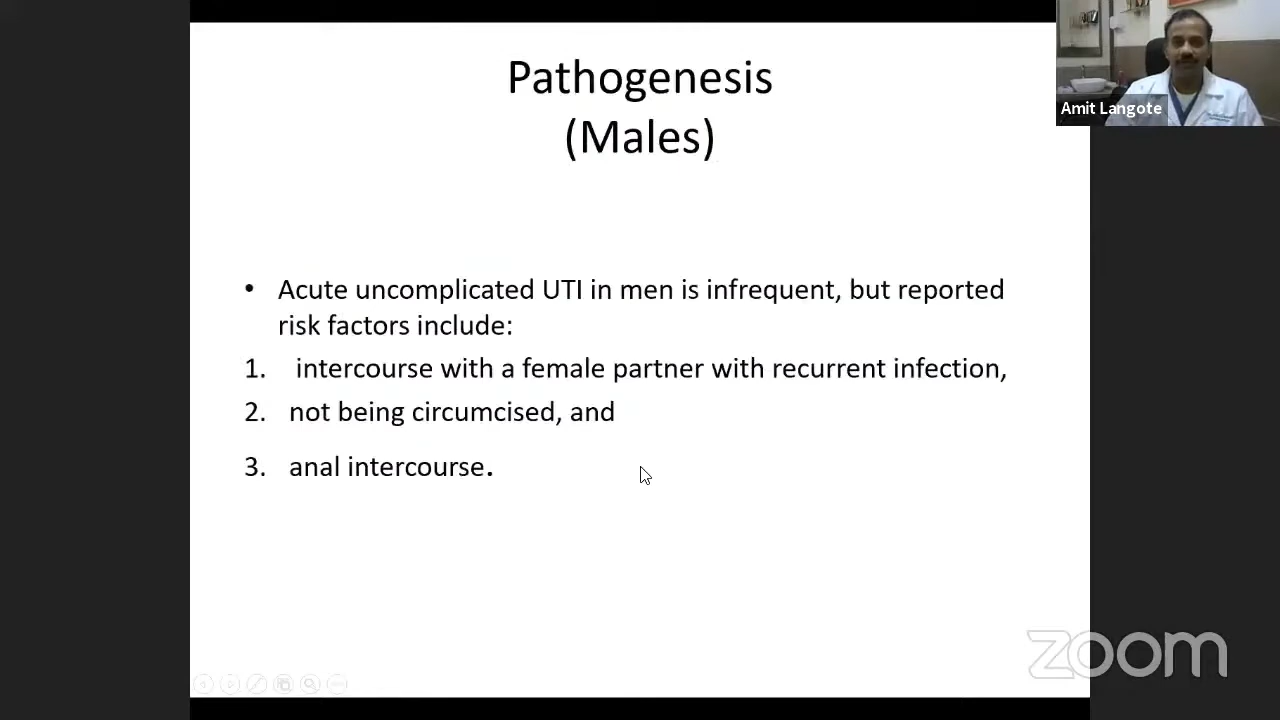 Pathogenesis
(Males)
Amit Langote
• Acute uncomplicated UTI in men is infrequent, but reported
risk factors include:
1. intercourse with a female partner with recurrent infection,
2. not being circumcised, and
3. anal intercourse.
zoom